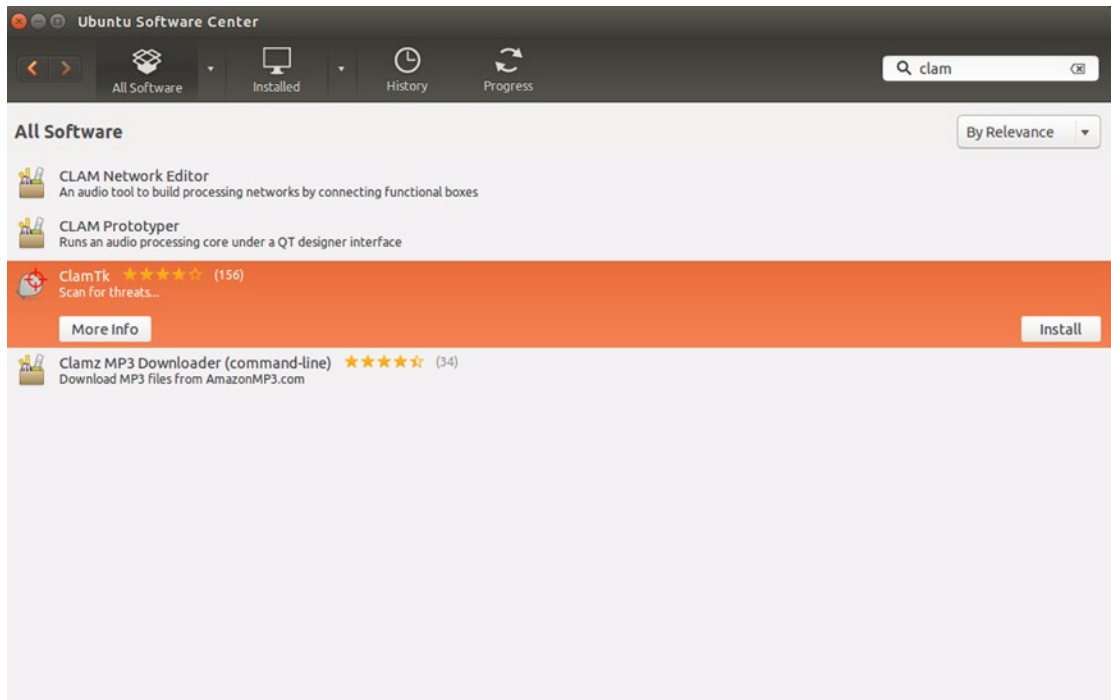 Ubuntu Software Center
All Software
Installed
History
Progress
clam
All Software
By Relevance
CLAM Network Editor
An audio tool to build processing networks by connecting functional boxes
CLAM Prototyper
Runs an audio processing core under a QT designer interface
ClamTk (156)
Scan for threats...
More Info
Install
Clamz MP3 Downloader (command-line) (34)
Download MP3 files from AmazonMP3.com